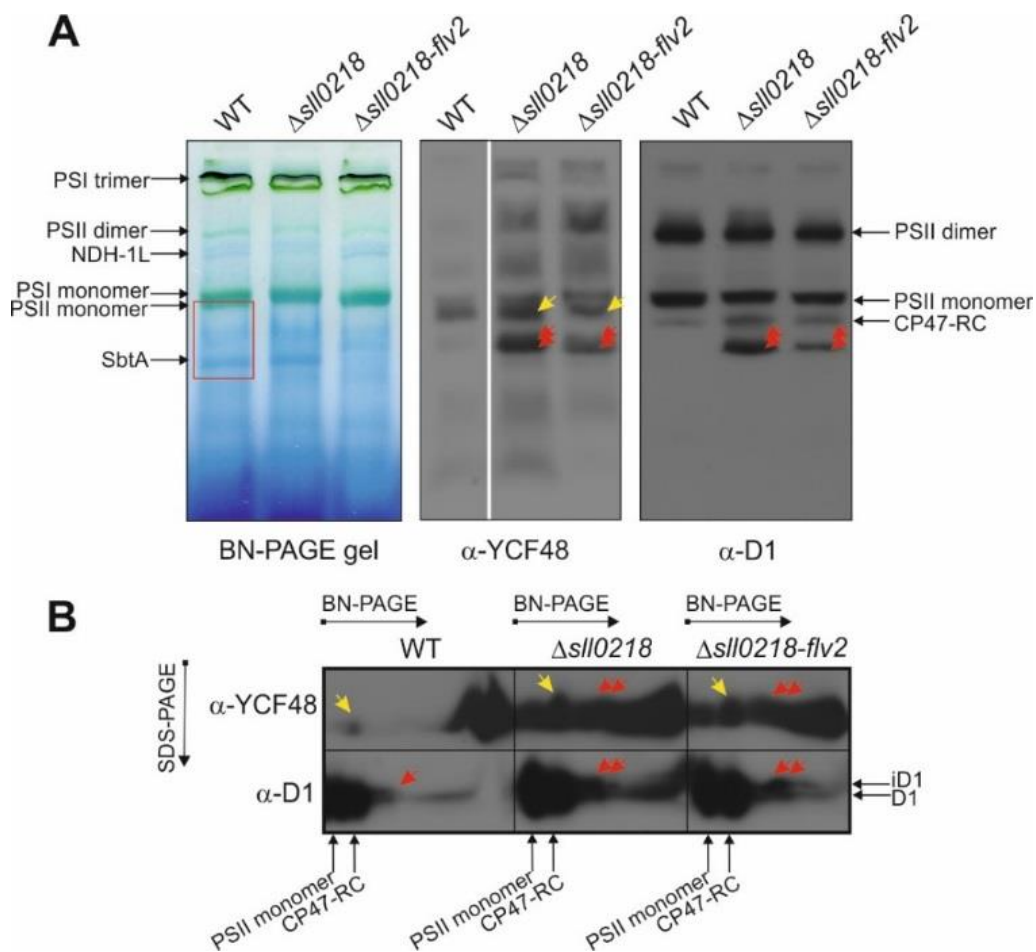 A
WT
Δsll0218
Δsll0218-flv2
WT
Δsll0218
Δsll0218-flv2
WT
Δsll0218
Δsll0218-flv2
PSI trimer
PSII dimer
NDH-1L
PSI monomer
PSII monomer
SbtA
PSII dimer
PSII monomer
CP47-RC
BN-PAGE gel
α-YCF48
α-D1
B
BN-PAGE
BN-PAGE
BN-PAGE
WT
Δsll0218
Δsll0218-flv2
SDS-PAGE
α-YCF48
α-D1
iD1
D1
PSII monomer
CP47-RC
PSII monomer
CP47-RC
PSII monomer
CP47-RC